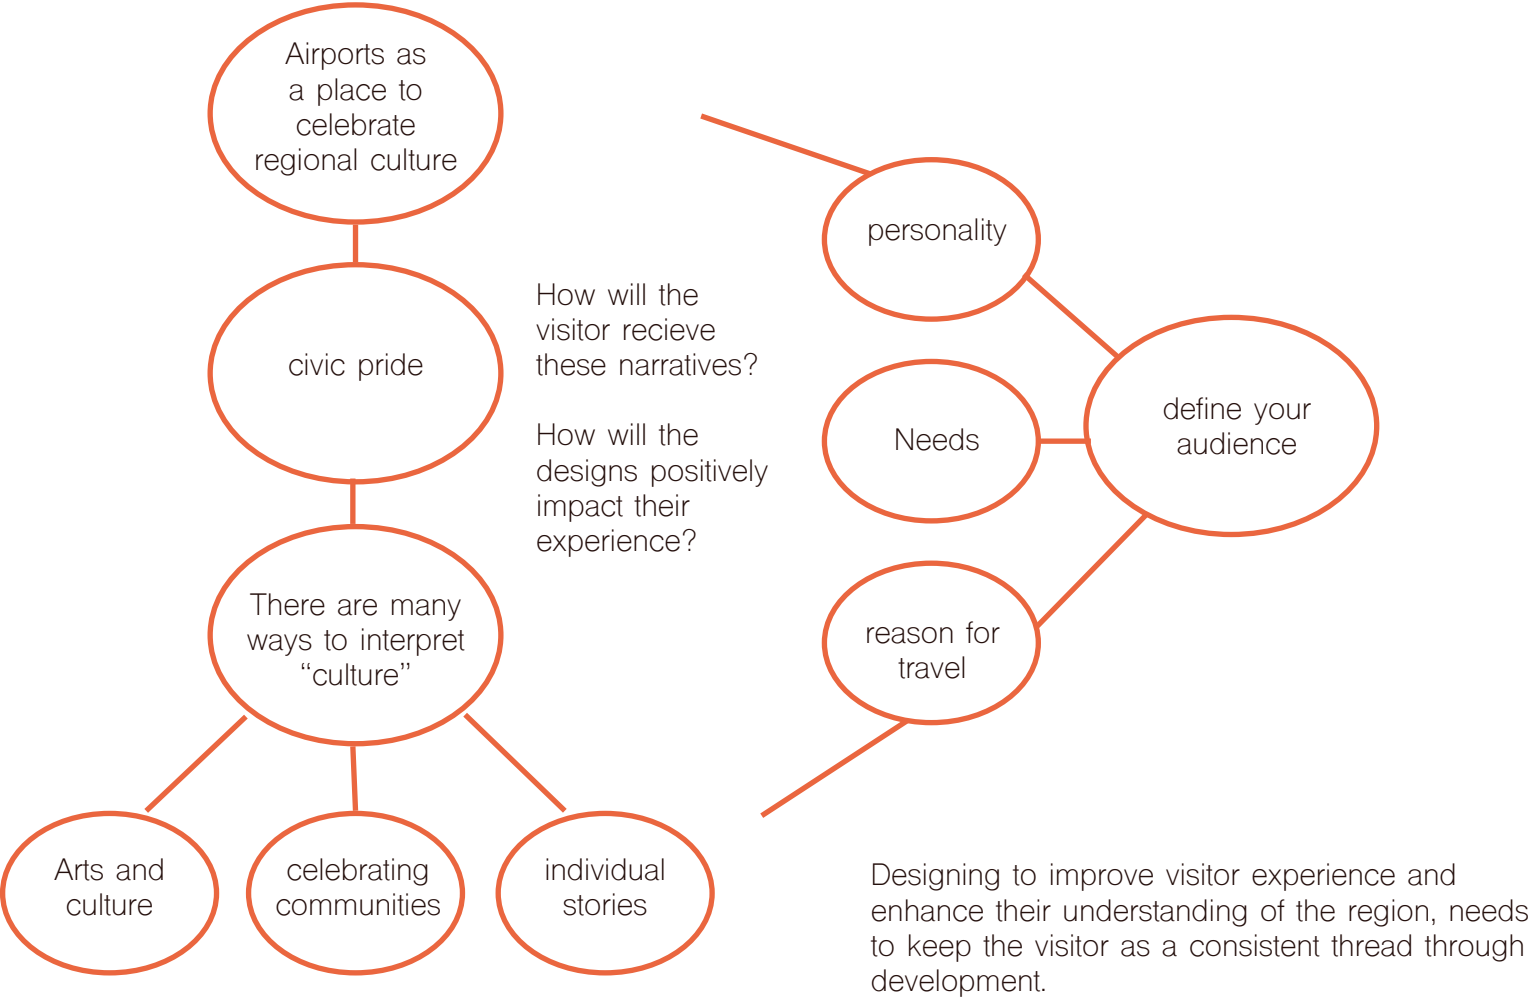 Airports as
a place to
celebrate
regional culture
civic pride
There are many
ways to interpret
“culture”
Arts and
culture
celebrating
communities
individual
stories
How will the
visitor recieve
these narratives?
How will the
designs positively
impact their
experience?
personality
Needs
reason for
travel
define your
audience
Designing to improve visitor experience and
enhance their understanding of the region, needs
to keep the visitor as a consistent thread through
development.